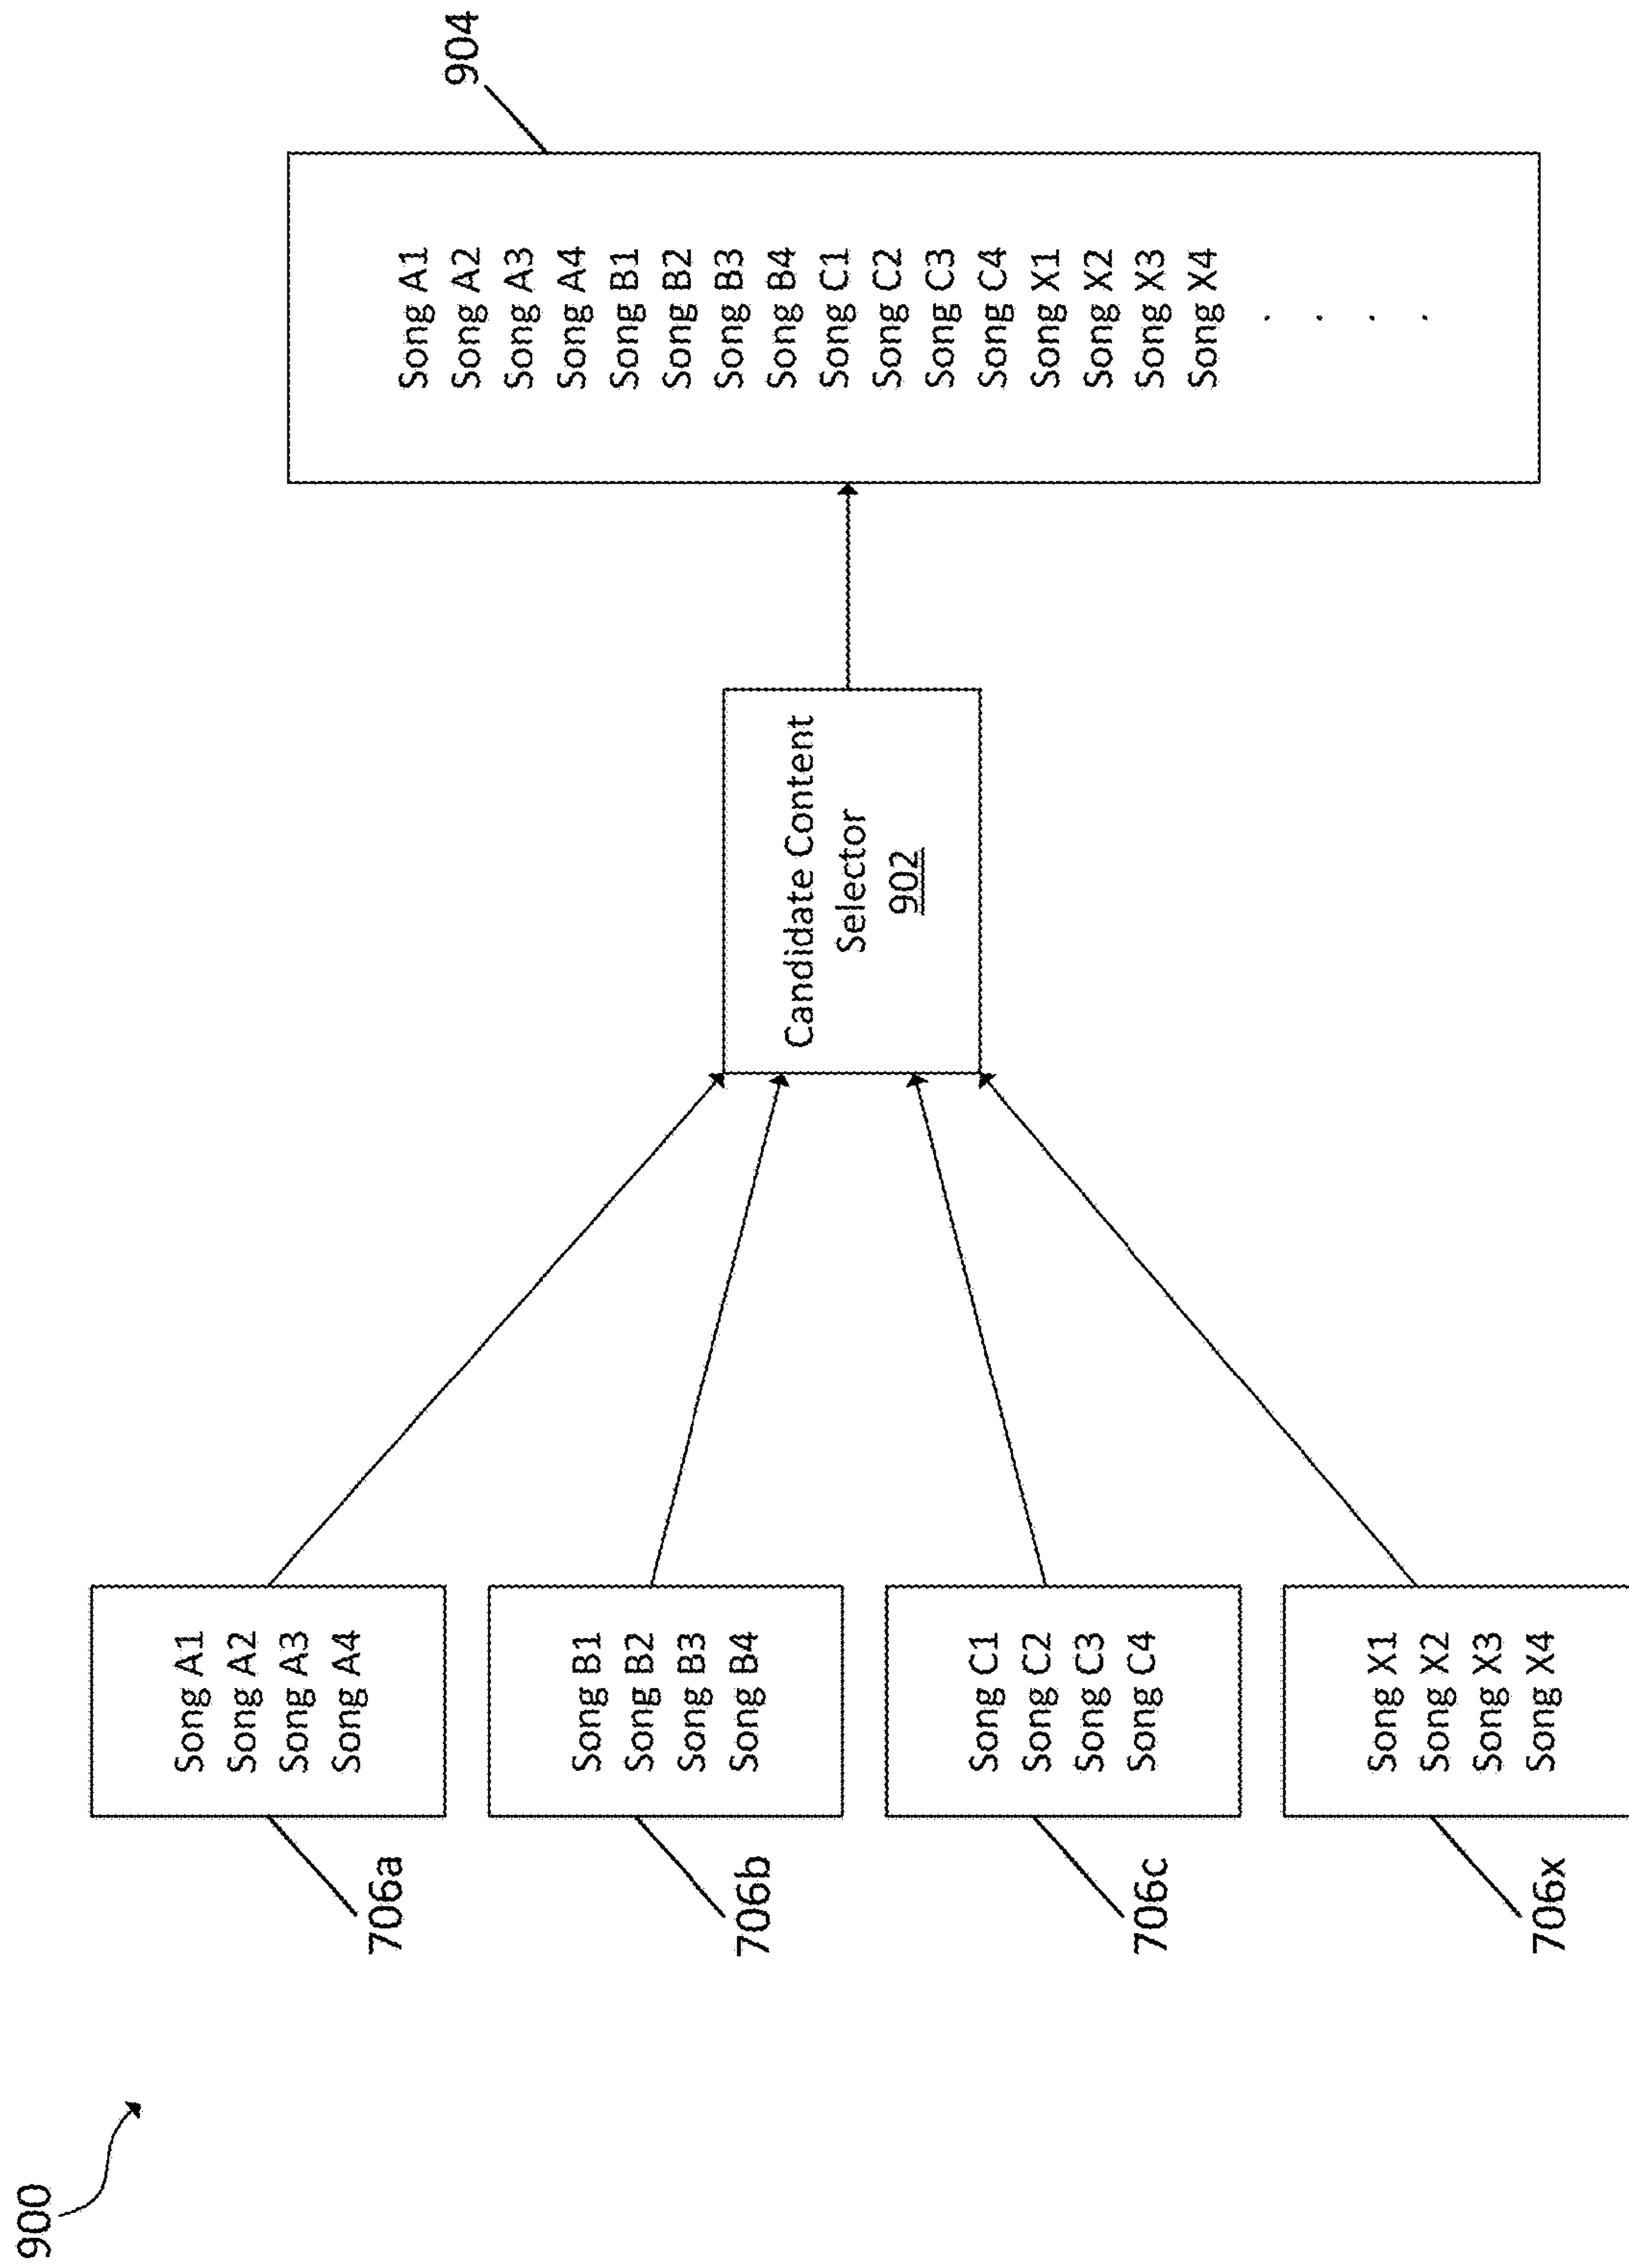 900
706a
Song A1
Song A2
Song A3
Song A4
706b
Song B1
Song B2
Song B3
Song B4
706c
Song C1
Song C2
Song C3
Song C4
706x
Song X1
Song X2
Song X3
Song X4
Candidate Content
Selector
902
904
Song A1
Song A2
Song A3
Song A4
Song B1
Song B2
Song B3
Song B4
Song C1
Song C2
Song C3
Song C4
Song X1
Song X2
Song X3
Song X4
.
.
.
.